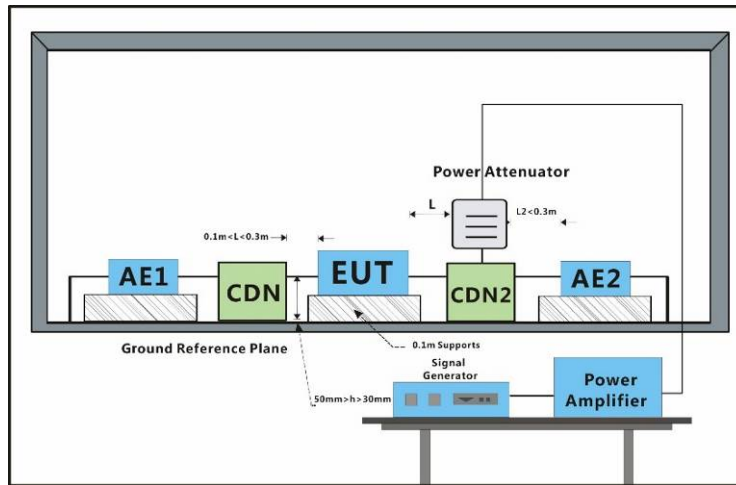 Power Attenuator
L
L2<0.3m
0.1m<L<0.3m
AE1
CDN
EUT
CDN2
AE2
Ground Reference Plane
0.1m Supports
50mm>h>30mm
Signal
Generator
Power
Amplifier